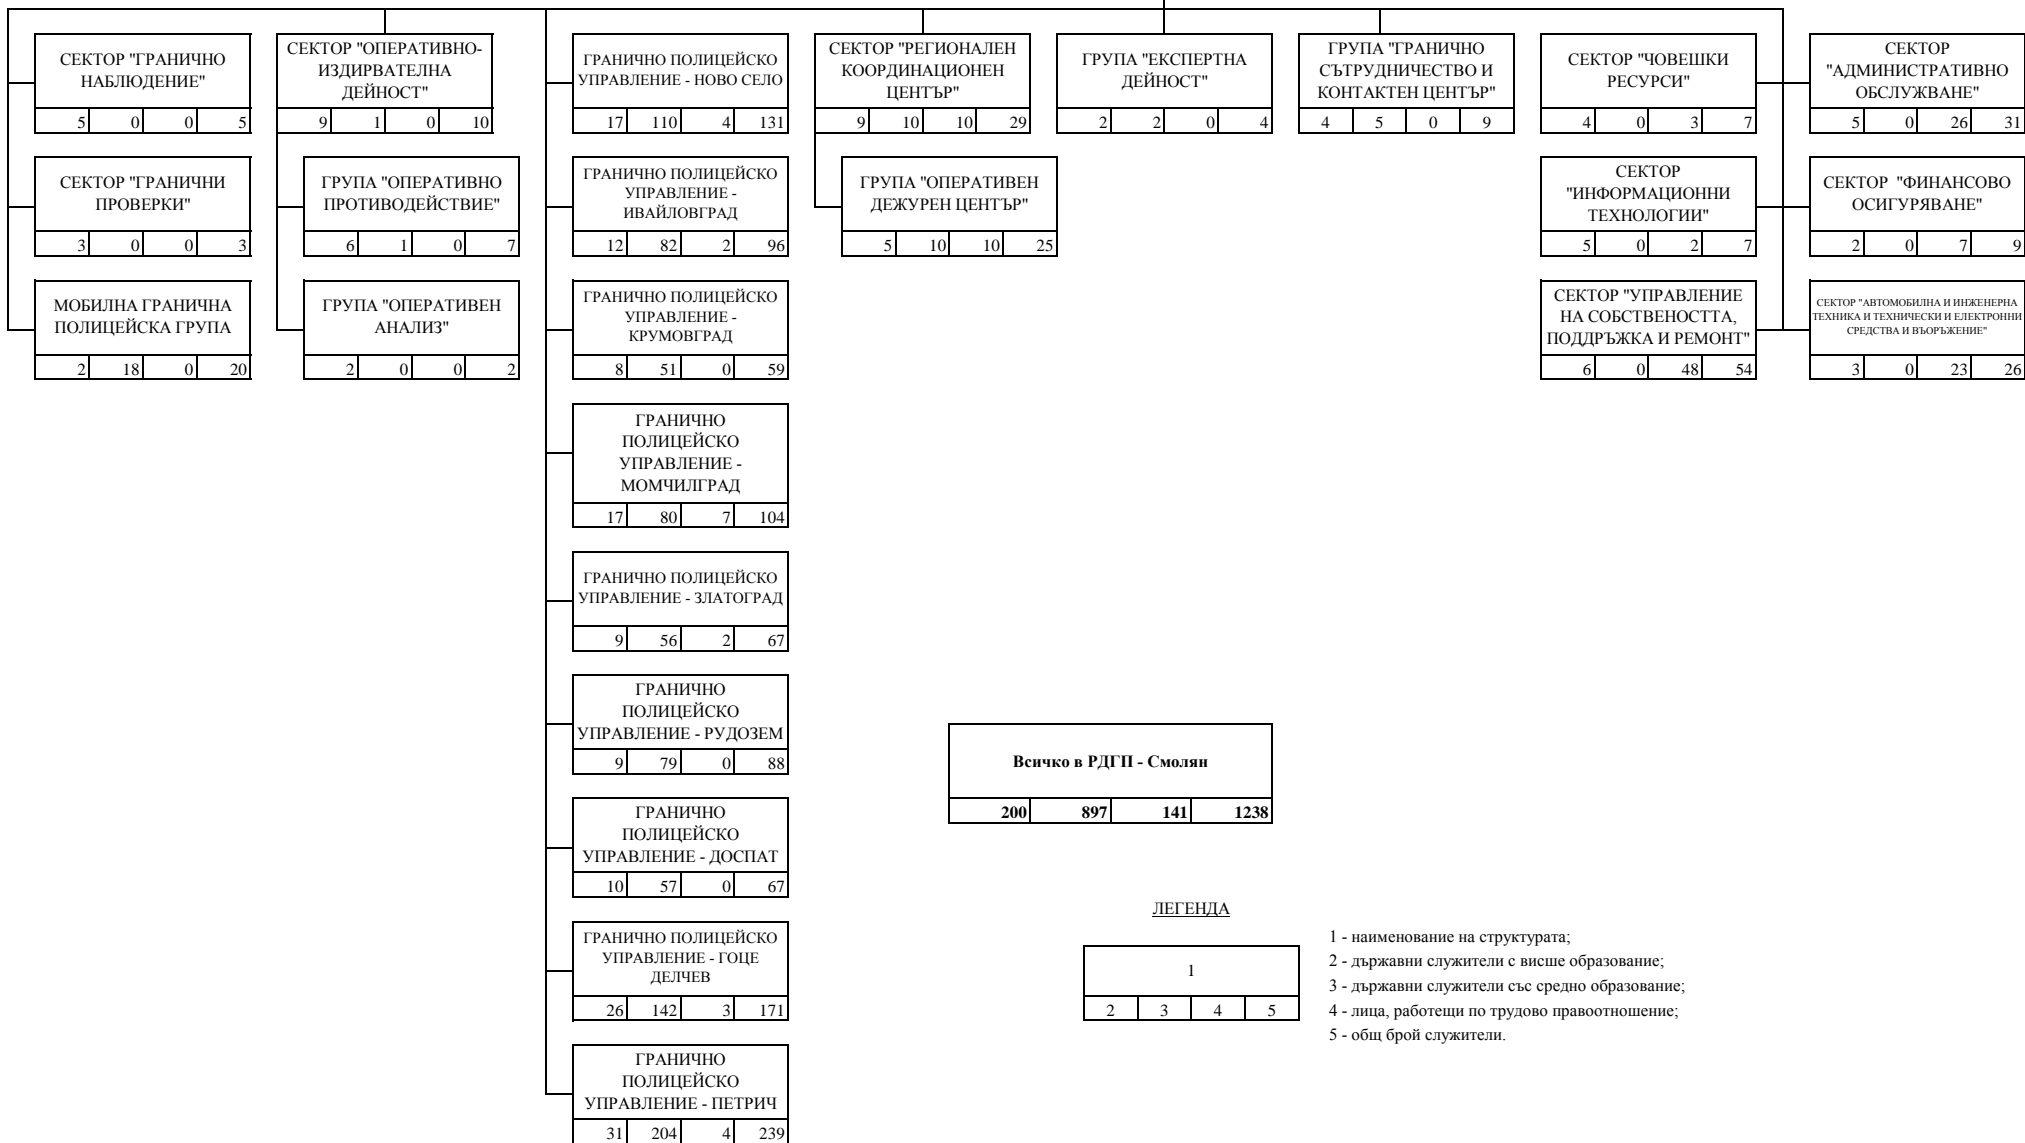 СЕКТОР "ГРАНИЧНО
НАБЛЮДЕНИЕ"
5 0 0 5
СЕКТОР "ГРАНИЧНИ
ПРОВЕРКИ"
3 0 0 3
МОБИЛНА ГРАНИЧНА
ПОЛИЦЕЙСКА ГРУПА
2 18 0 20
СЕКТОР "ОПЕРАТИВНО-
ИЗДИРВАТЕЛНА
ДЕЙНОСТ"
9 1 0 10
ГРУПА "ОПЕРАТИВНО
ПРОТИВОДЕЙСТВИЕ"
6 1 0 7
ГРУПА "ОПЕРАТИВЕН
АНАЛИЗ"
2 0 0 2
ГРАНИЧНО ПОЛИЦЕЙСКО
УПРАВЛЕНИЕ - НОВО СЕЛО
17 110 4 131
ГРАНИЧНО ПОЛИЦЕЙСКО
УПРАВЛЕНИЕ -
ИВАЙЛОВГРАД
12 82 2 96
ГРАНИЧНО ПОЛИЦЕЙСКО
УПРАВЛЕНИЕ -
КРУМОВГРАД
8 51 0 59
ГРАНИЧНО
ПОЛИЦЕЙСКО
УПРАВЛЕНИЕ -
МОМЧИЛГРАД
17 80 7 104
ГРАНИЧНО ПОЛИЦЕЙСКО
УПРАВЛЕНИЕ - ЗЛАТОГРАД
9 56 2 67
ГРАНИЧНО
ПОЛИЦЕЙСКО
УПРАВЛЕНИЕ - РУДОЗЕМ
9 79 0 88
ГРАНИЧНО
ПОЛИЦЕЙСКО
УПРАВЛЕНИЕ - ДОСПАТ
10 57 0 67
ГРАНИЧНО ПОЛИЦЕЙСКО
УПРАВЛЕНИЕ - ГОЦЕ
ДЕЛЧЕВ
26 142 3 171
ГРАНИЧНО
ПОЛИЦЕЙСКО
УПРАВЛЕНИЕ - ПЕТРИЧ
31 204 4 239
СЕКТОР "РЕГИОНАЛЕН
КООРДИНАЦИОНЕН
ЦЕНТЪР"
9 10 10 29
ГРУПА "ОПЕРАТИВЕН
ДЕЖУРЕН ЦЕНТЪР"
5 10 10 25
ГРУПА "ЕКСПЕРТНА
ДЕЙНОСТ"
2 2 0 4
ГРУПА "ГРАНИЧНО
СЪТРУДНИЧЕСТВО И
КОНТАКТЕН ЦЕНТЪР"
4 5 0 9
СЕКТОР "ЧОВЕШКИ
РЕСУРСИ"
4 0 3 7
СЕКТОР
"ИНФОРМАЦИОННИ
ТЕХНОЛОГИИ"
5 0 2 7
СЕКТОР "УПРАВЛЕНИЕ
НА СОБСТВЕНОСТТА,
ПОДДРЪЖКА И РЕМОНТ"
6 0 48 54
СЕКТОР
"АДМИНИСТРАТИВНО
ОБСЛУЖВАНЕ"
5 0 26 31
СЕКТОР "ФИНАНСОВО
ОСИГУРЯВАНЕ"
2 0 7 9
СЕКТОР "АВТОМОБИЛНА И ИНЖЕНЕРНА
ТЕХНИКА И ТЕХНИЧЕСКИ И ЕЛЕКТРОННИ
СРЕДСТВА И ВЪОРЪЖЕНИЕ"
3 0 23 26
Всичко в РДГП - Смолян
200 897 141 1238
ЛЕГЕНДА
1
2 3 4 5
1 - наименование на структурата;
2 - държавни служители с висше образование;
3 - държавни служители със средно образование;
4 - лица, работещи по трудово правоотношение;
5 - общ брой служители.